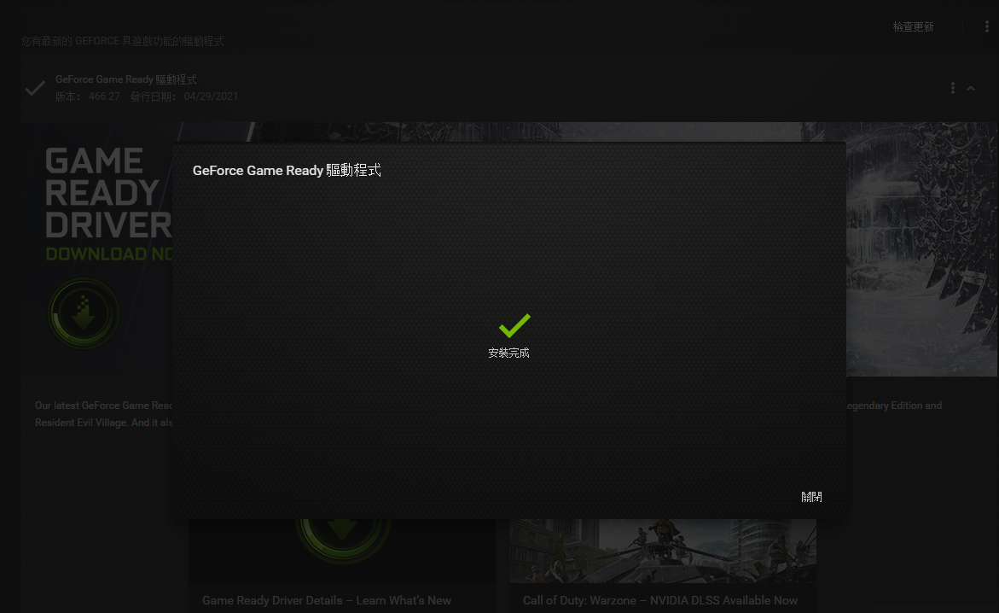 您有最新的 GEFORCE 具遊戲功能的驅動程式
檢查更新
GeForce Game Ready 驅動程式
版本： 466.27 發行日期： 04/29/2021
GAME
READY
DRIVER
DOWNLOAD NO
GeForce Game Ready 驅動程式
安裝完成
關閉
Our latest GeForce Game Read
egendary Edition and
Resident Evil Village. And it als
Game Ready Driver Details – Learn What's New
Call of Duty: Warzone – NVIDIA DLSS Available Now